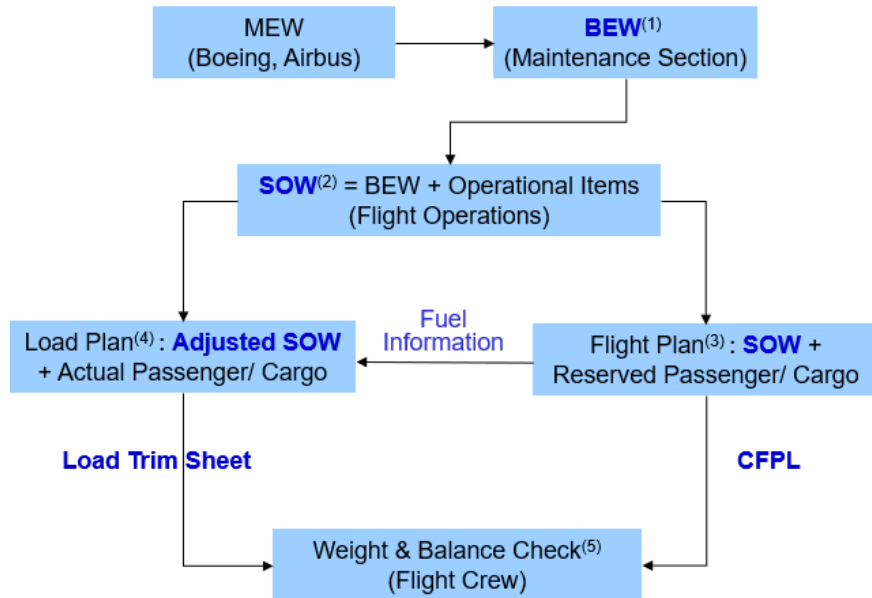 MEW
(Boeing, Airbus)
BEW(1)
(Maintenance Section)
SOW(2) = BEW + Operational Items
(Flight Operations)
Fuel
Information
Load Plan(4) : Adjusted SOW
+ Actual Passenger/ Cargo
Flight Plan(3) : SOW +
Reserved Passenger/ Cargo
Load Trim Sheet
CFPL
Weight & Balance Check(5)
(Flight Crew)